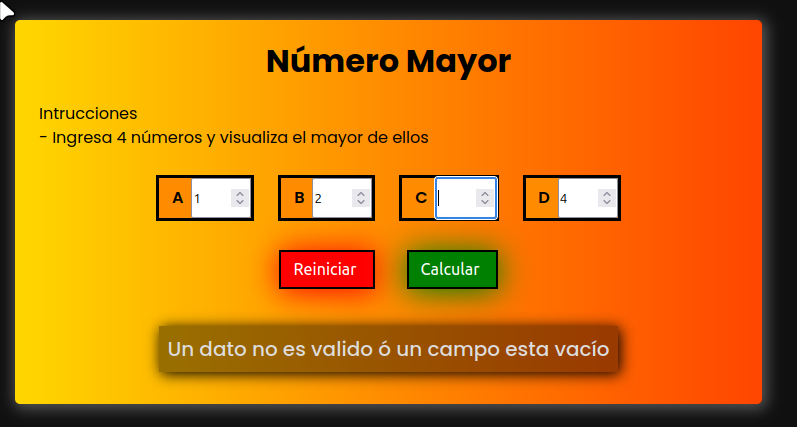 Número Mayor
Intrucciones
- Ingresa 4 números y visualiza el mayor de ellos
A 1 B 2 C D 4
Reiniciar Calcular
Un dato no es valido ó un campo esta vacío